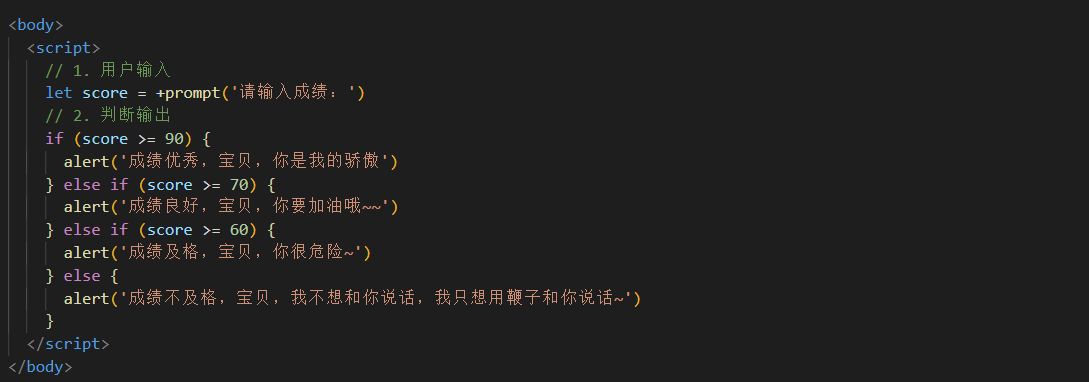 <body>
<script>
// 1. 用户输入
let score = +prompt('请输入成绩：')
// 2. 判断输出
if (score >= 90) {
alert('成绩优秀，宝贝，你是我的骄傲')
} else if (score >= 70) {
alert('成绩良好，宝贝，你要加油哦~~')
} else if (score >= 60) {
alert('成绩及格，宝贝，你很危险~')
} else {
alert('成绩不及格，宝贝，我不想和你说话，我只想用鞭子和你说话~')
}
</script>
</body>